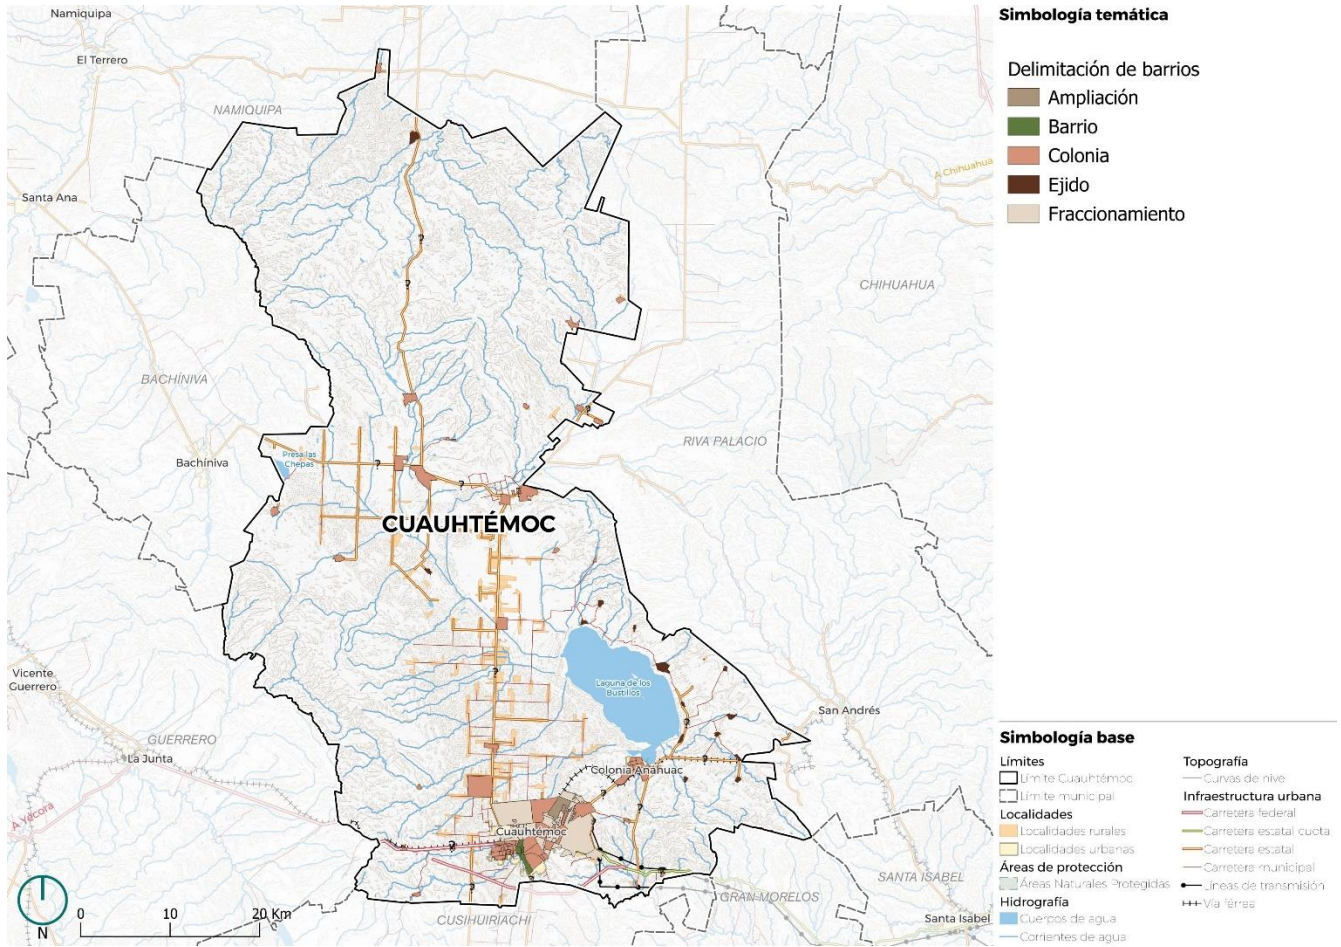 Namiquipa
El Terrero
NAMIQUIPA
Santa Ana
A Chihuahua
CHIHUAHUA
BACHÍNIVA
RIVA PALACIO
Bachíniva
Presa las
Chepas
CUAUHTÉMOC
Vicente
Guerrero
Laguna de los
Bustillos
San Andrés
GUERRERO
La Junta
Colonia Anáhuac
A Yécora
Cuauhtémoc
SANTA ISABEL
GRAN MORELOS
CUSIHUIRIACHI
Santa Isabel
N
0 10 20 Km
Simbología temática
Delimitación de barrios
Ampliación
Barrio
Colonia
Ejido
Fraccionamiento
Simbología base
Límites
Límite Cuauhtémoc
Límite municipal
Localidades
Localidades rurales
Localidades urbanas
Áreas de protección
Áreas Naturales Protegidas
Hidrografía
Cuerpos de agua
Corrientes de agua
Topografía
Curvas de nive
Infraestructura urbana
Carretera federal
Carretera estatal cuota
Carretera estatal
Carretera municipal
Líneas de transmisión
Vía férrea